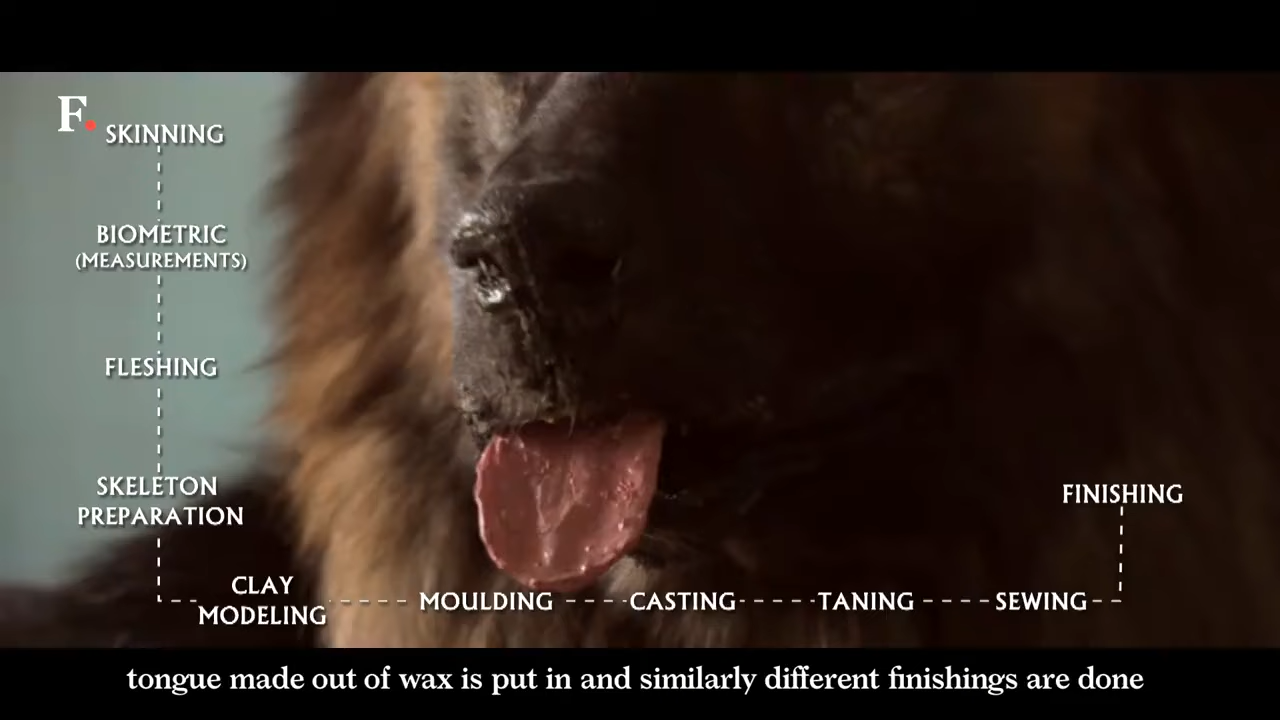 F.
SKINNING
BIOMETRIC
(MEASUREMENTS)
FLESHING
SKELETON
PREPARATION
CLAY
MODELING
MOULDING
CASTING
TANING
SEWING
FINISHING
tongue made out of wax is put in and similarly different finishings are done